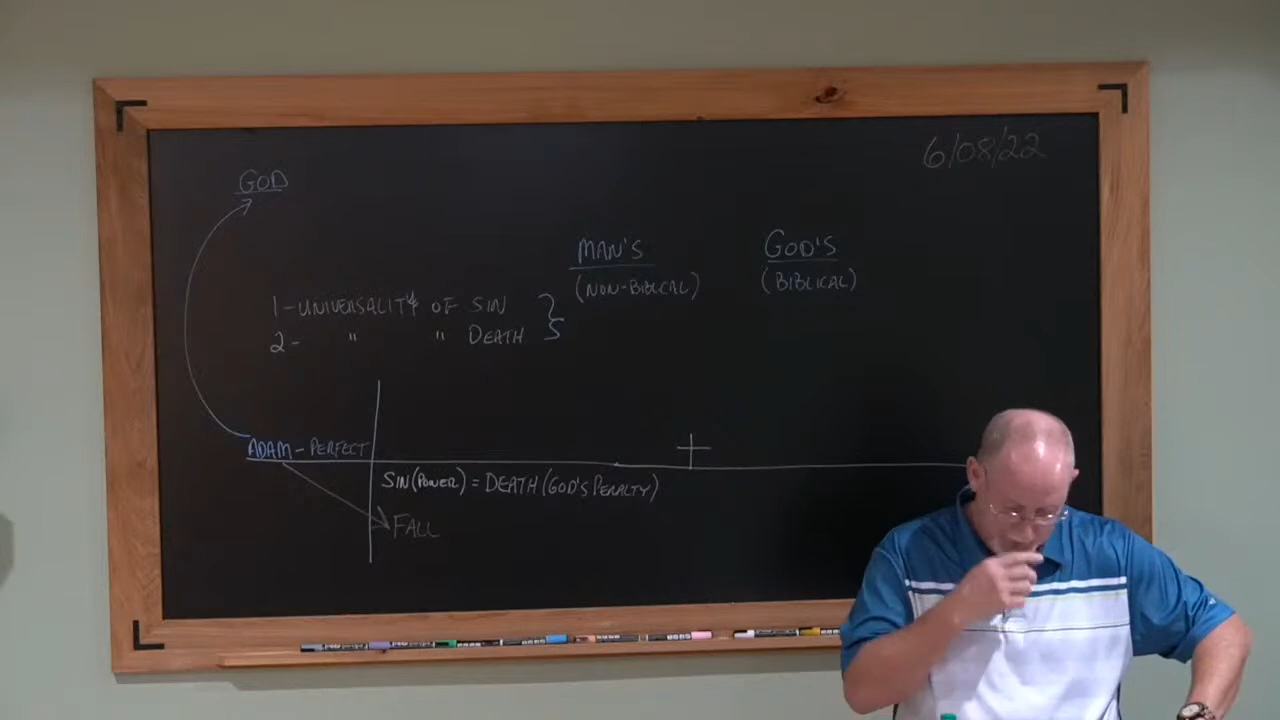 6/08/22
GOD
MAN'S
GOD'S
(NON-BIBLICAL)
(BIBLICAL)
1-UNIVERSALITY OF SIN
2- " " DEATH
ADAM-PERFECT
SIN(POWER) = DEATH(GOD'S PENALTY)
FALL